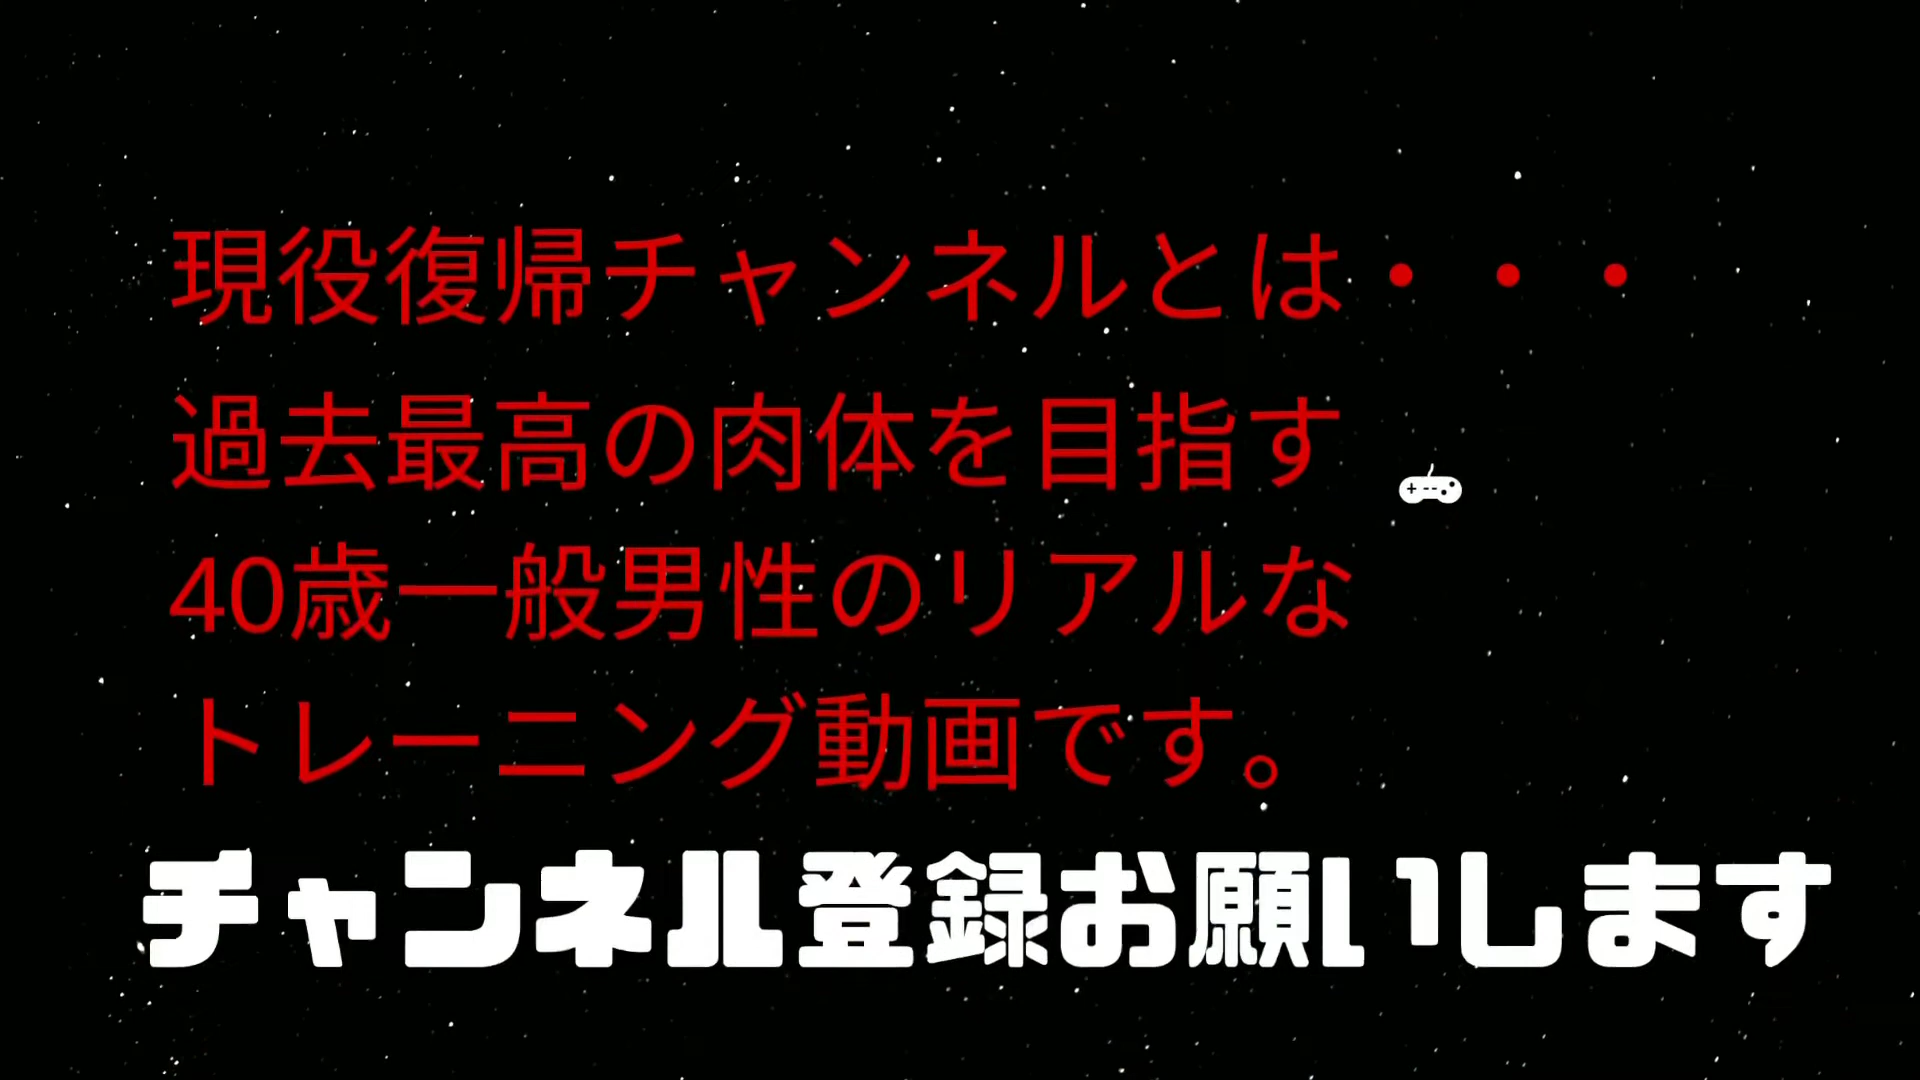 現役復帰チャンネルとは・・・
過去最高の肉体を目指す
40歳一般男性のリアルな
トレーニング動画です。
チャンネル登録お願いします